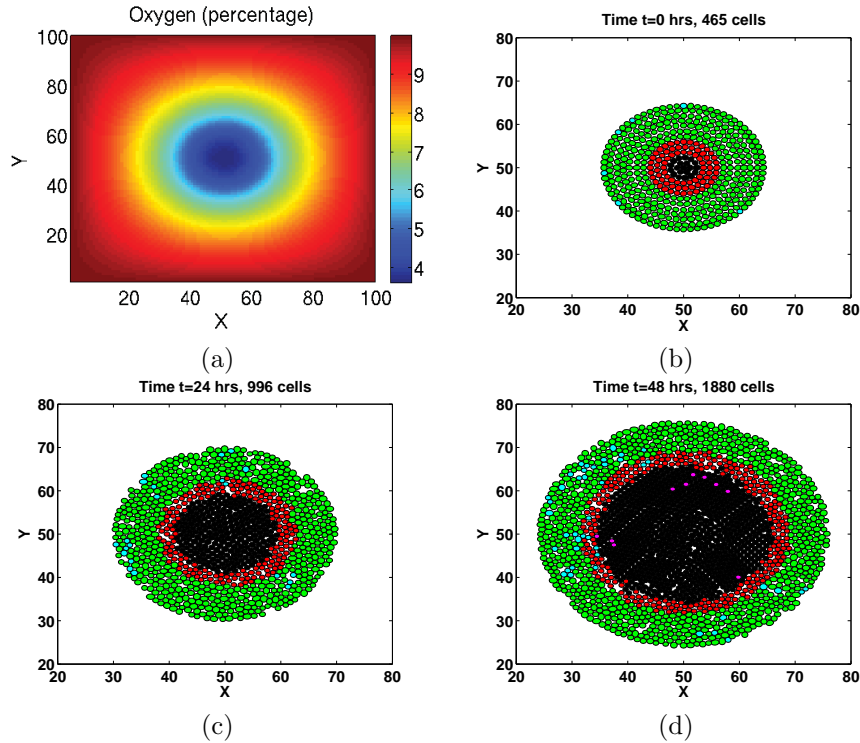 Oxygen (percentage)
100
80
60
40
20
Y
20 40 60 80 100
X
9
8
7
6
5
4
(a)
Time t=0 hrs, 465 cells
80
70
60
50
40
30
20
Y
20 30 40 50 60 70 80
X
(b)
Time t=24 hrs, 996 cells
80
70
60
50
40
30
20
Y
20 30 40 50 60 70 80
X
(c)
Time t=48 hrs, 1880 cells
80
70
60
50
40
30
20
Y
20 30 40 50 60 70 80
X
(d)